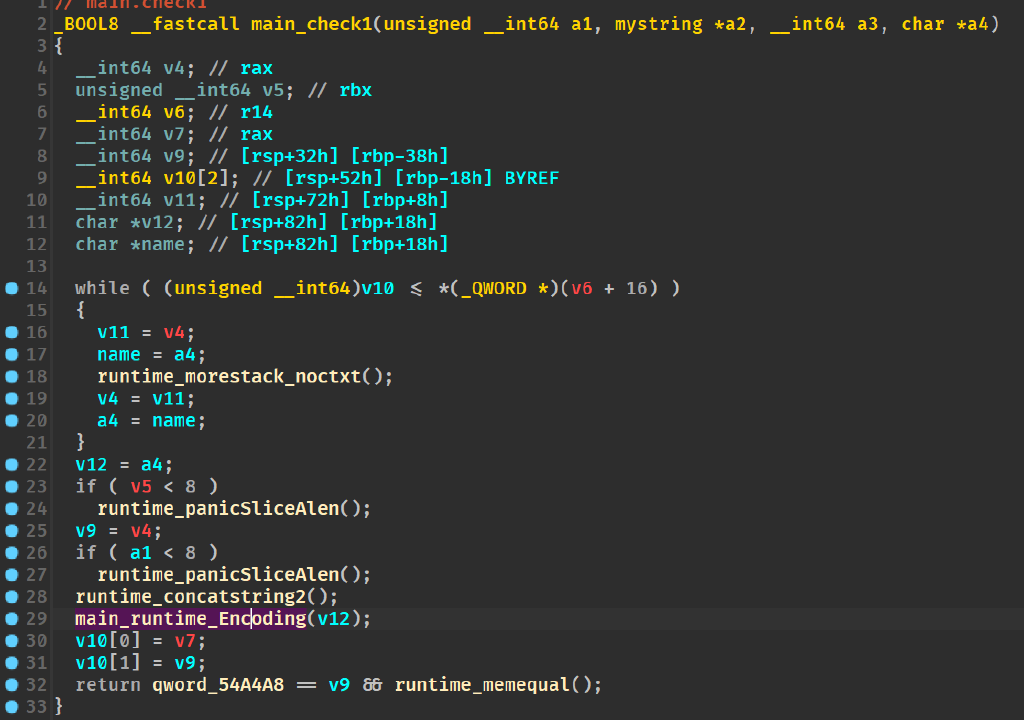 1 // main.check1
2 _BOOL8 __fastcall main_check1(unsigned __int64 a1, mystring *a2, __int64 a3, char *a4)
3 {
4 __int64 v4; // rax
5 unsigned __int64 v5; // rbx
6 __int64 v6; // r14
7 __int64 v7; // rax
8 __int64 v9; // [rsp+32h] [rbp-38h]
9 __int64 v10[2]; // [rsp+52h] [rbp-18h] BYREF
10 __int64 v11; // [rsp+72h] [rbp+8h]
11 char *v12; // [rsp+82h] [rbp+18h]
12 char *name; // [rsp+82h] [rbp+18h]
13
14 while ( (unsigned __int64)v10 ≤ *(_QWORD *)(v6 + 16) )
15 {
16 v11 = v4;
17 name = a4;
18 runtime_morestack_noctxt();
19 v4 = v11;
20 a4 = name;
21 }
22 v12 = a4;
23 if ( v5 < 8 )
24 runtime_panicSliceAlen();
25 v9 = v4;
26 if ( a1 < 8 )
27 runtime_panicSliceAlen();
28 runtime_concatstring2();
29 main_runtime_Encoding(v12);
30 v10[0] = v7;
31 v10[1] = v9;
32 return qword_54A4A8 == v9 && runtime_memequal();
33 }